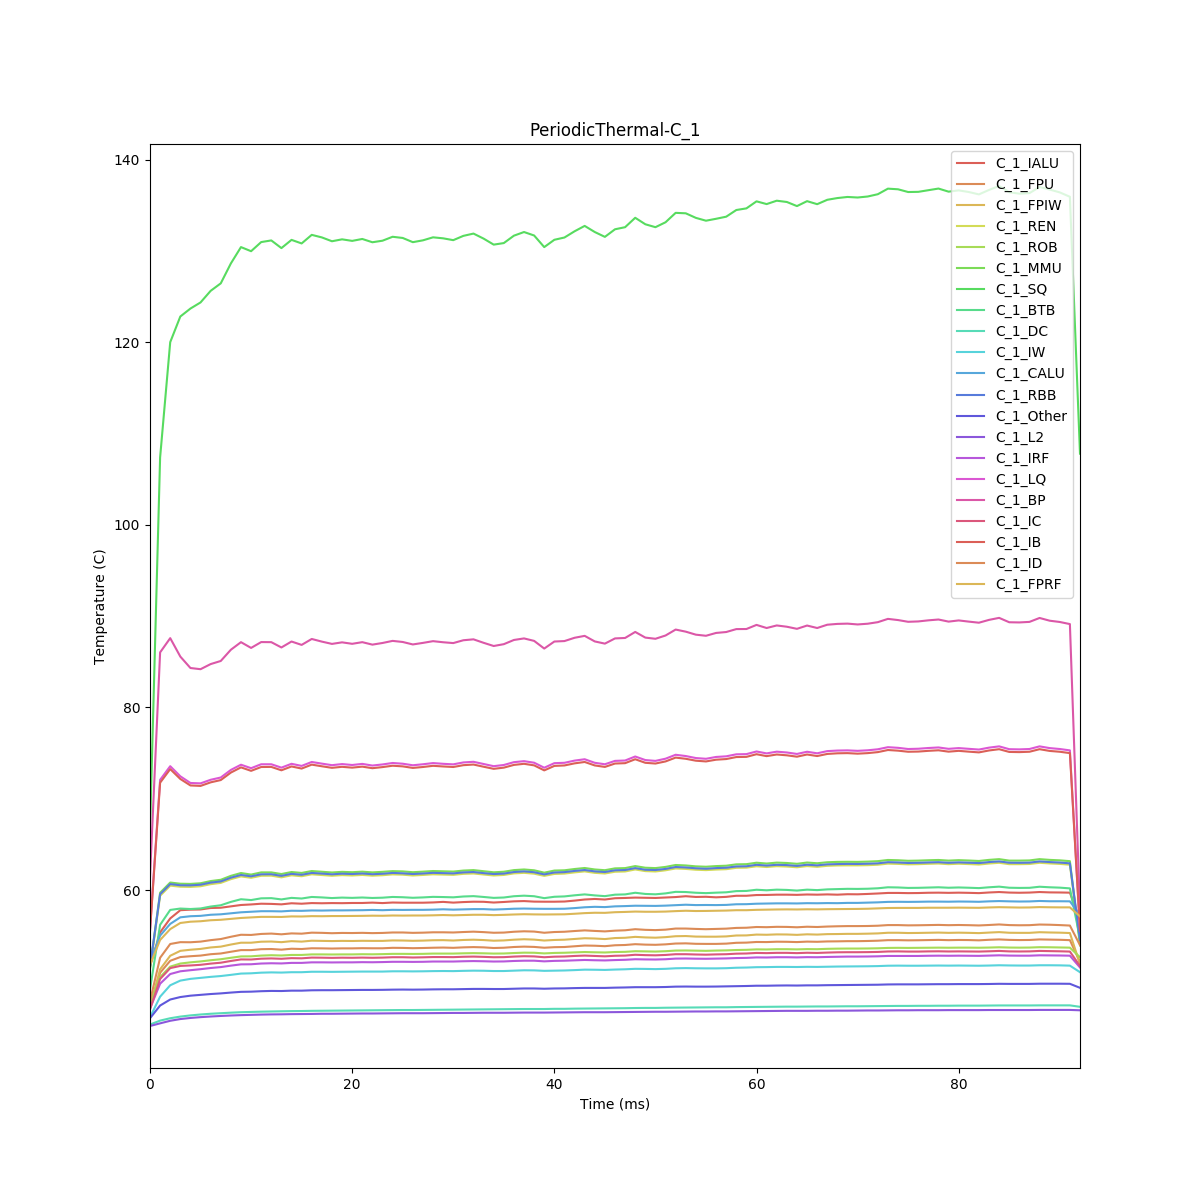 PeriodicThermal-C_1
140
120
100
80
60
0
20
40
60
80
Temperature (C)
Time (ms)
C_1_IALU
C_1_FPU
C_1_FPIW
C_1_REN
C_1_ROB
C_1_MMU
C_1_SQ
C_1_BTB
C_1_DC
C_1_IW
C_1_CALU
C_1_RBB
C_1_Other
C_1_L2
C_1_IRF
C_1_LQ
C_1_BP
C_1_IC
C_1_IB
C_1_ID
C_1_FPRF